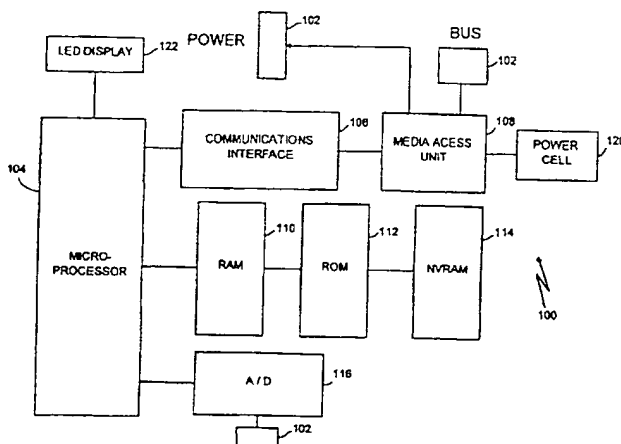 POWER
102
BUS
102
LED DISPLAY
122
COMMUNICATIONS
INTERFACE
106
MEDIA ACESS
UNIT
108
POWER
CELL
120
104
MICRO-
PROCESSOR
RAM
110
ROM
112
NVRAM
114
100
A / D
116
102